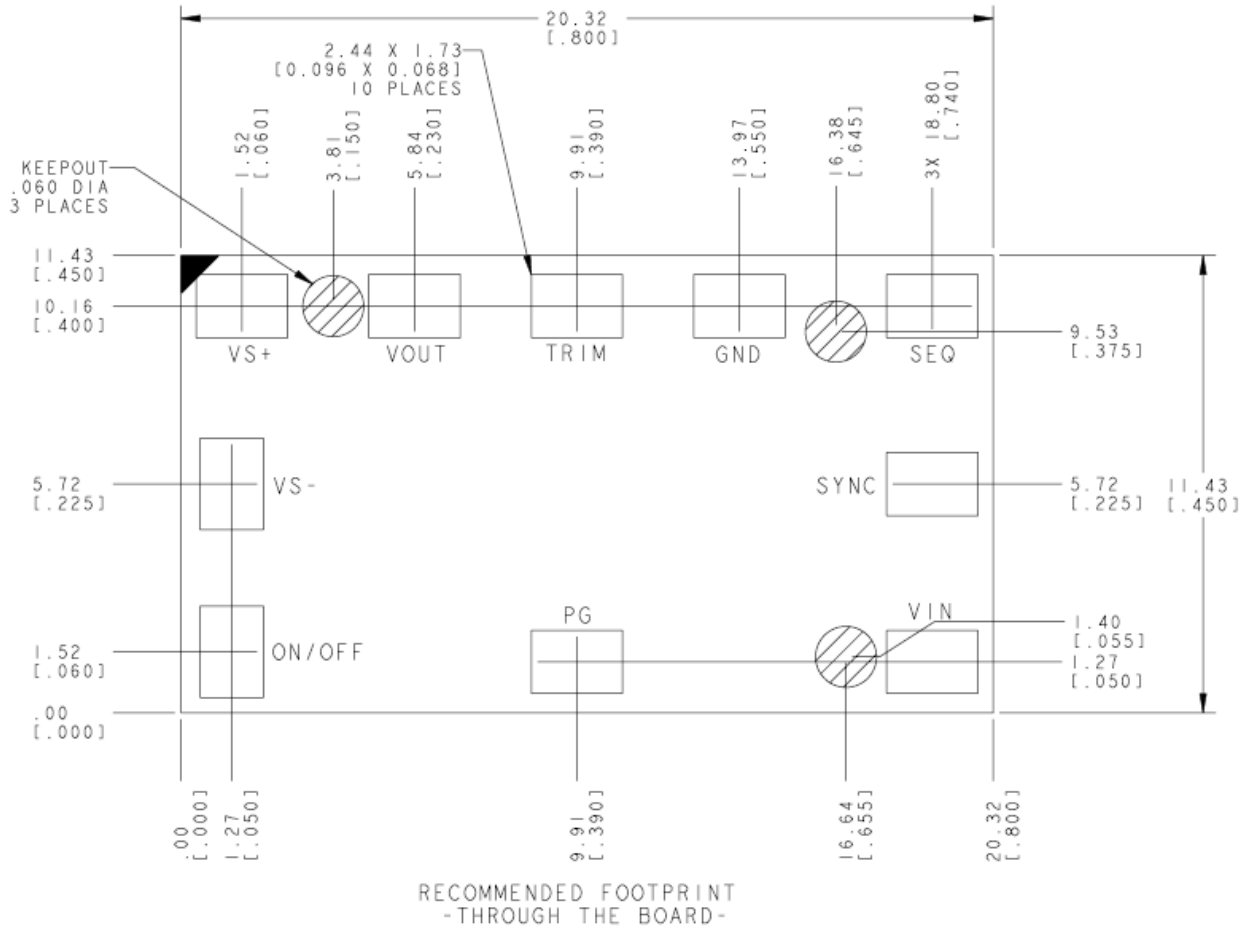 20.32
[.800]
2.44 X 1.73
[0.096 X 0.068]
10 PLACES
1.52
[.060]
3.81
[.150]
5.84
[.230]
9.91
[.390]
13.97
[.550]
16.38
[.645]
3X 18.80
[.740]
KEEPOUT
.060 DIA
3 PLACES
11.43
[.450]
10.16
[.400]
VS+
VOUT
TRIM
GND
SEQ
9.53
[.375]
5.72
[.225]
VS-
SYNC
5.72
[.225]
11.43
[.450]
PG
VIN
1.52
[.060]
ON/OFF
1.40
[.055]
1.27
[.050]
.00
[.000]
.00
[.000]
1.27
[.050]
9.91
[.390]
16.64
[.655]
20.32
[.800]
RECOMMENDED FOOTPRINT
-THROUGH THE BOARD-